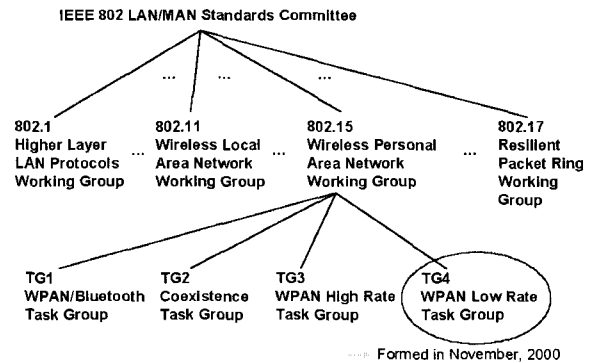 IEEE 802 LAN/MAN Standards Committee
... ... ...
802.1
Higher Layer
LAN Protocols
Working Group
...
802.11
Wireless Local
Area Network
Working Group
...
802.15
Wireless Personal
Area Network
Working Group
...
802.17
Resilient
Packet Ring
Working
Group
TG1
WPAN/Bluetooth
Task Group
TG2
Coexistence
Task Group
TG3
WPAN High Rate
Task Group
TG4
WPAN Low Rate
Task Group
Formed in November, 2000